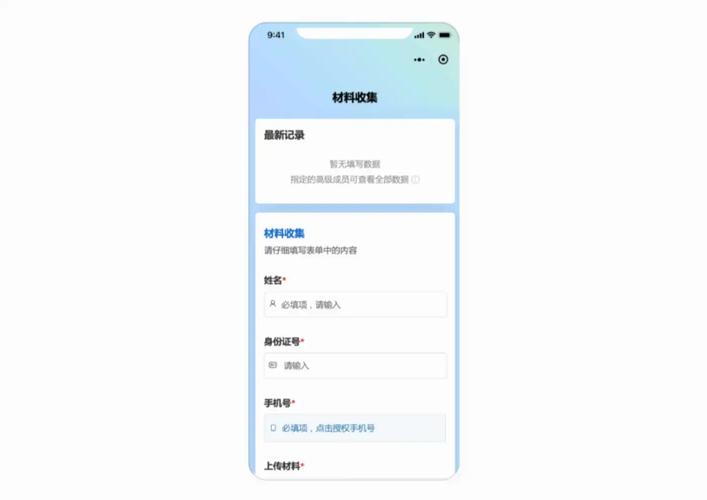 9:41
材料收集
最新记录
暂无填写数据
指定的高级成员可查看全部数据
材料收集
请仔细填写表单中的内容
姓名*
必填项，请输入
身份证号*
请输入
手机号*
必填项，点击授权手机号
上传材料*